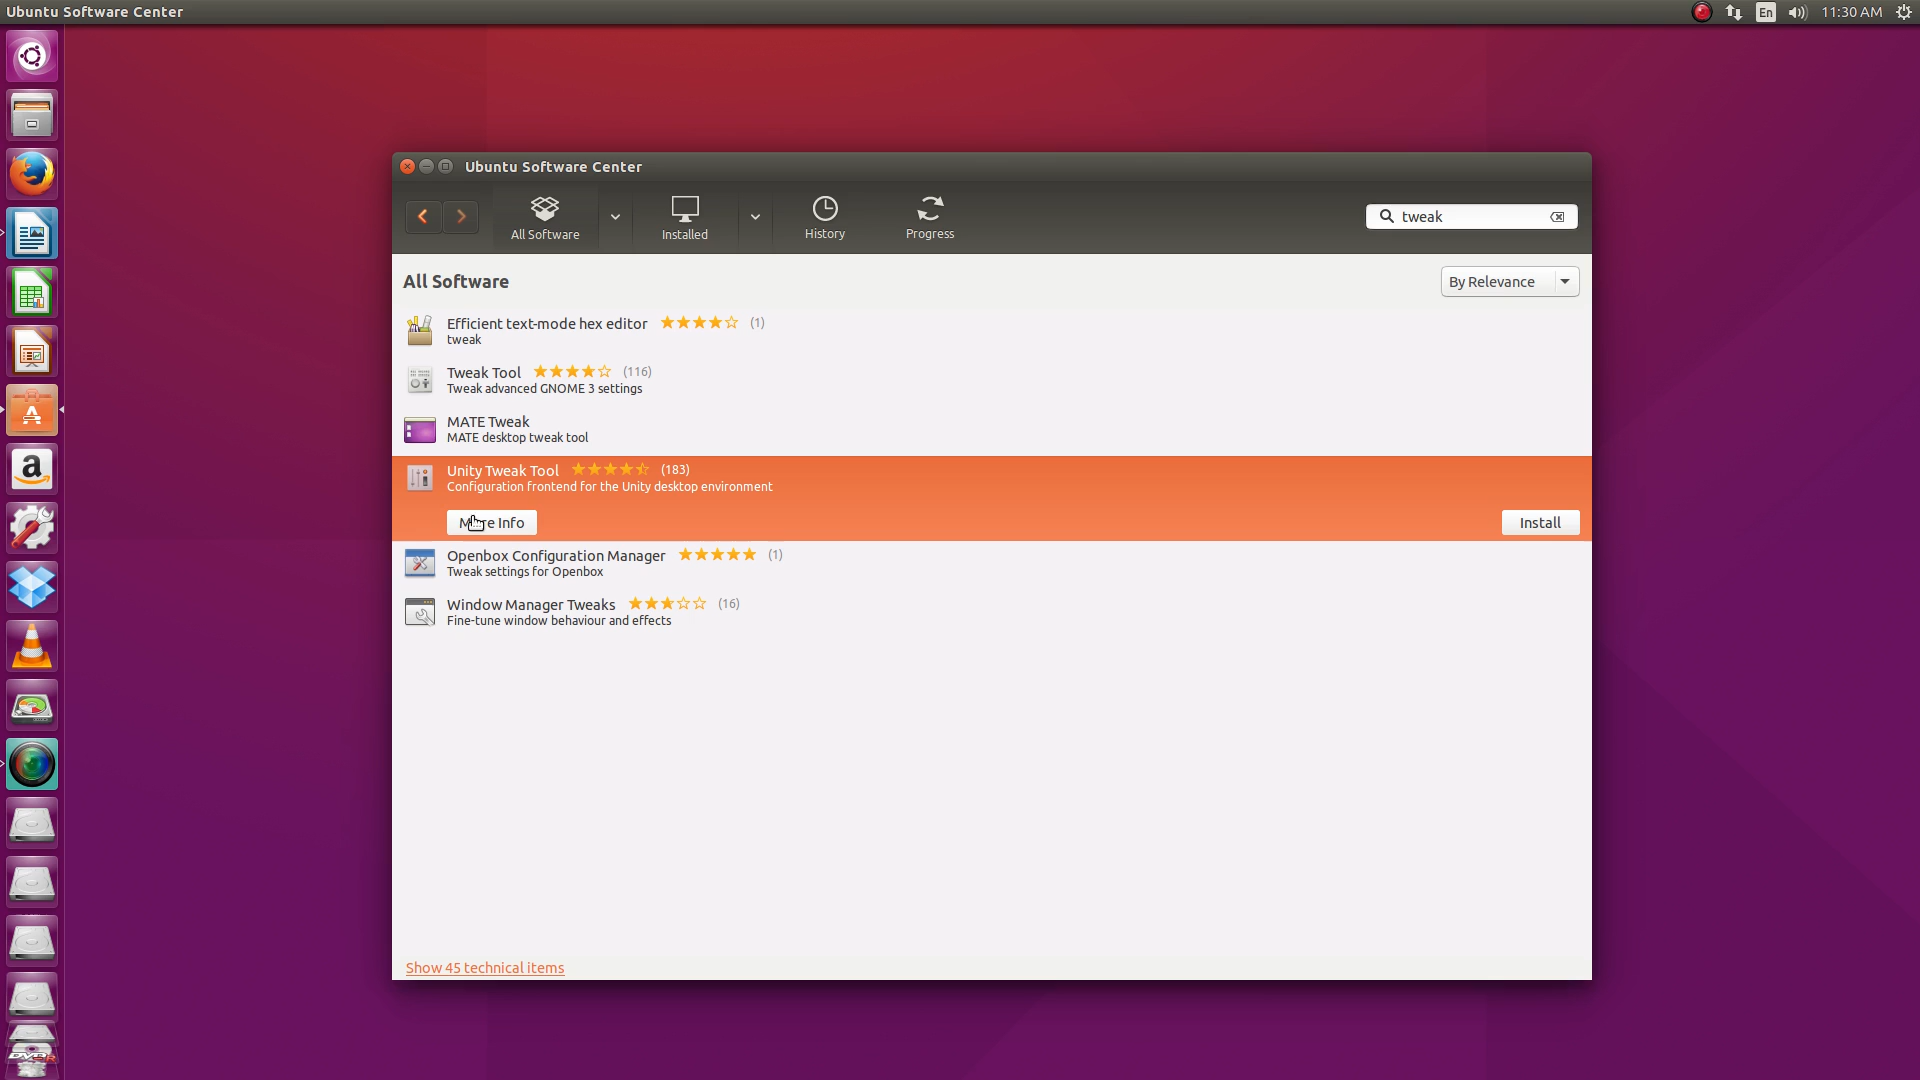 Ubuntu Software Center
En
11:30 AM
Ubuntu Software Center
All Software
Installed
History
Progress
tweak
All Software
By Relevance
Efficient text-mode hex editor (1)
tweak
Tweak Tool (116)
Tweak advanced GNOME 3 settings
MATE Tweak
MATE desktop tweak tool
Unity Tweak Tool (183)
Configuration frontend for the Unity desktop environment
More Info
Install
Openbox Configuration Manager (1)
Tweak settings for Openbox
Window Manager Tweaks (16)
Fine-tune window behaviour and effects
Show 45 technical items